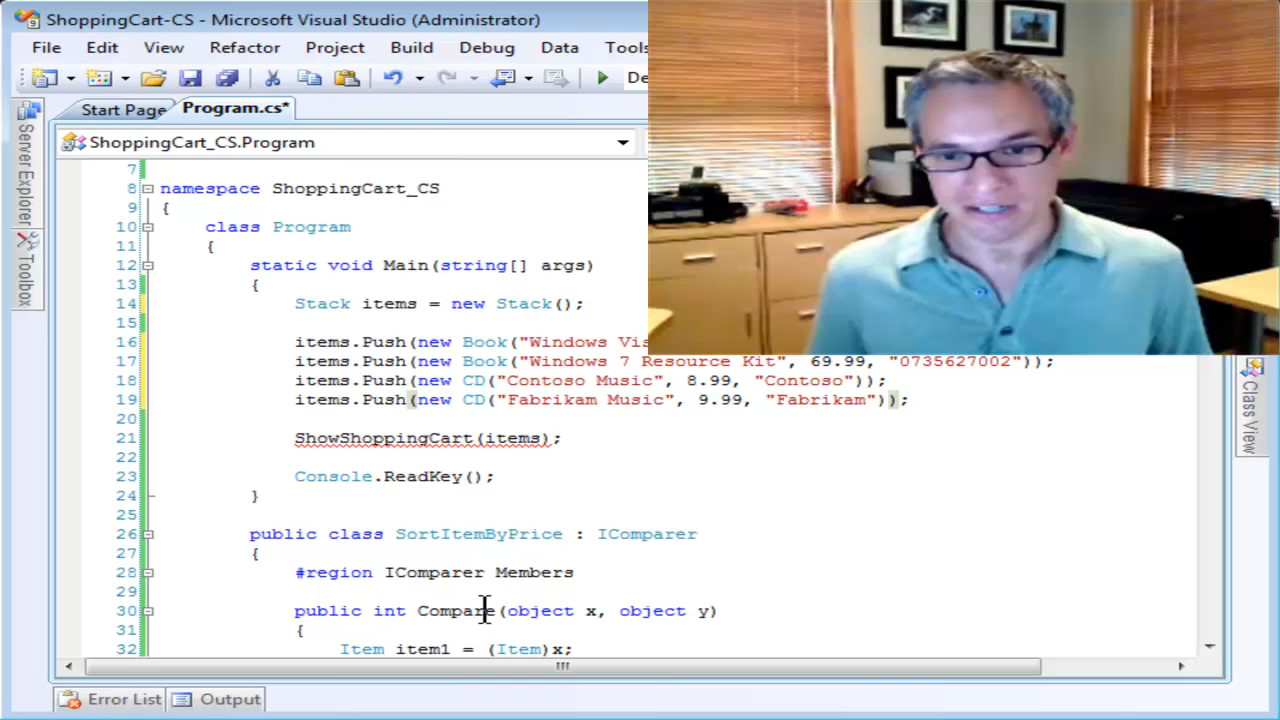 ShoppingCart-CS - Microsoft Visual Studio (Administrator)
File Edit View Refactor Project Build Debug Data Tools
De
Start Page Program.cs*
ShoppingCart_CS.Program
Server Explorer
Toolbox
Class View
7
8 namespace ShoppingCart_CS
9 {
10 class Program
11 {
12 static void Main(string[] args)
13 {
14 Stack items = new Stack();
15
16 items.Push(new Book("Windows Vis
17 items.Push(new Book("Windows 7 Resource Kit", 69.99, "0735627002"));
18 items.Push(new CD("Contoso Music", 8.99, "Contoso"));
19 items.Push(new CD("Fabrikam Music", 9.99, "Fabrikam"));
20
21 ShowShoppingCart(items);
22
23 Console.ReadKey();
24 }
25
26 public class SortItemByPrice : IComparer
27 {
28 #region IComparer Members
29
30 public int Compare(object x, object y)
31 {
32 Item item1 = (Item)x;
Error List Output